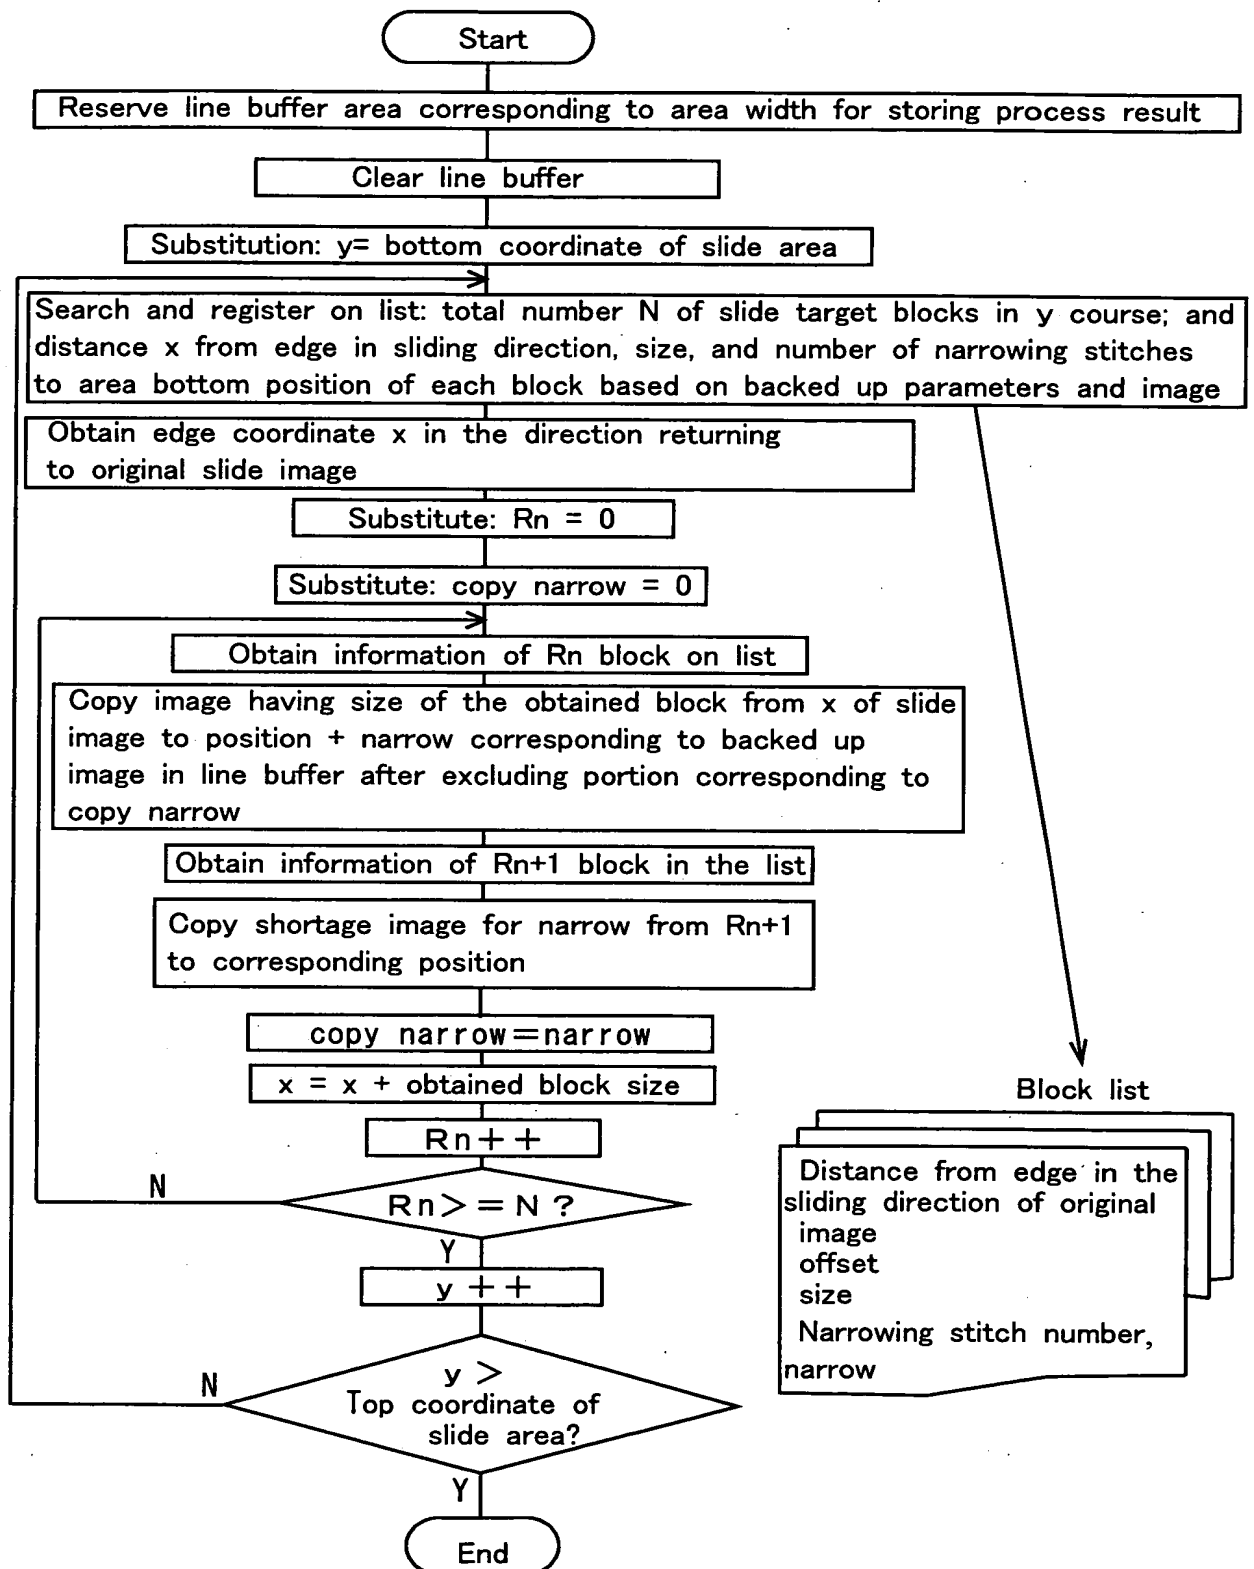 Start
Reserve line buffer area corresponding to area width for storing process result
Clear line buffer
Substitution: y= bottom coordinate of slide area
Search and register on list: total number N of slide target blocks in y course; and
distance x from edge in sliding direction, size, and number of narrowing stitches
to area bottom position of each block based on backed up parameters and image
Obtain edge coordinate x in the direction returning
to original slide image
Substitute: Rn = 0
Substitute: copy narrow = 0
Obtain information of Rn block on list
Copy image having size of the obtained block from x of slide
image to position + narrow corresponding to backed up
image in line buffer after excluding portion corresponding to
copy narrow
Obtain information of Rn+1 block in the list
Copy shortage image for narrow from Rn+1
to corresponding position
copy narrow=narrow
x = x + obtained block size
Rn++
Rn>=N?
N
Y
y++
y >
Top coordinate of
slide area?
N
Y
End
Block list
Distance from edge in the
sliding direction of original
image
offset
size
Narrowing stitch number,
narrow